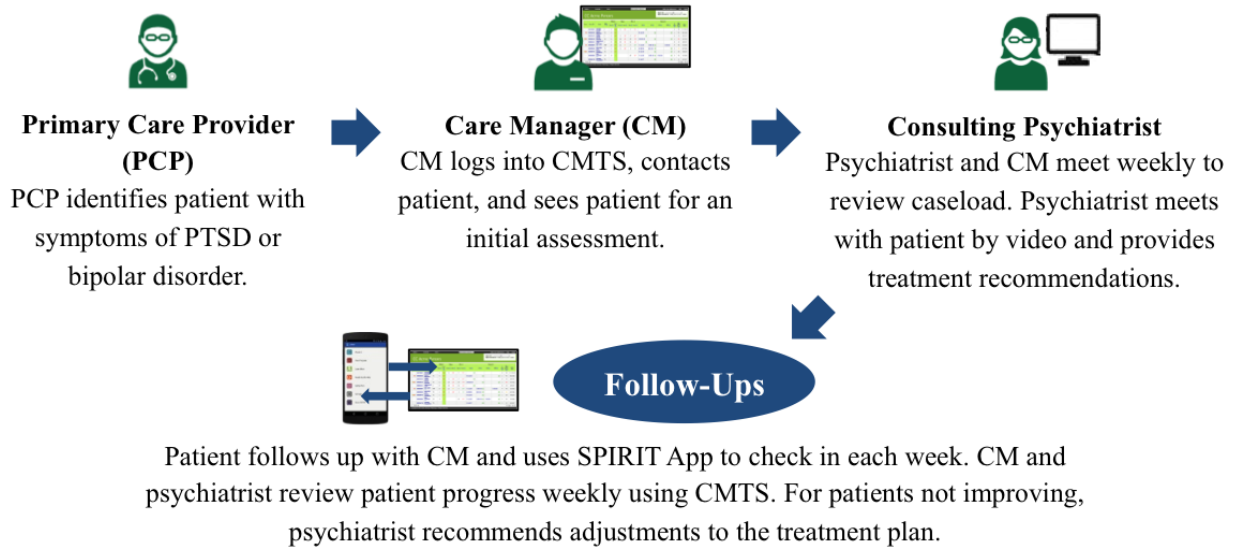 Primary Care Provider
(PCP)
PCP identifies patient with
symptoms of PTSD or
bipolar disorder.
Care Manager (CM)
CM logs into CMTS, contacts
patient, and sees patient for an
initial assessment.
Consulting Psychiatrist
Psychiatrist and CM meet weekly to
review caseload. Psychiatrist meets
with patient by video and provides
treatment recommendations.
Follow-Ups
Patient follows up with CM and uses SPIRIT App to check in each week. CM and
psychiatrist review patient progress weekly using CMTS. For patients not improving,
psychiatrist recommends adjustments to the treatment plan.